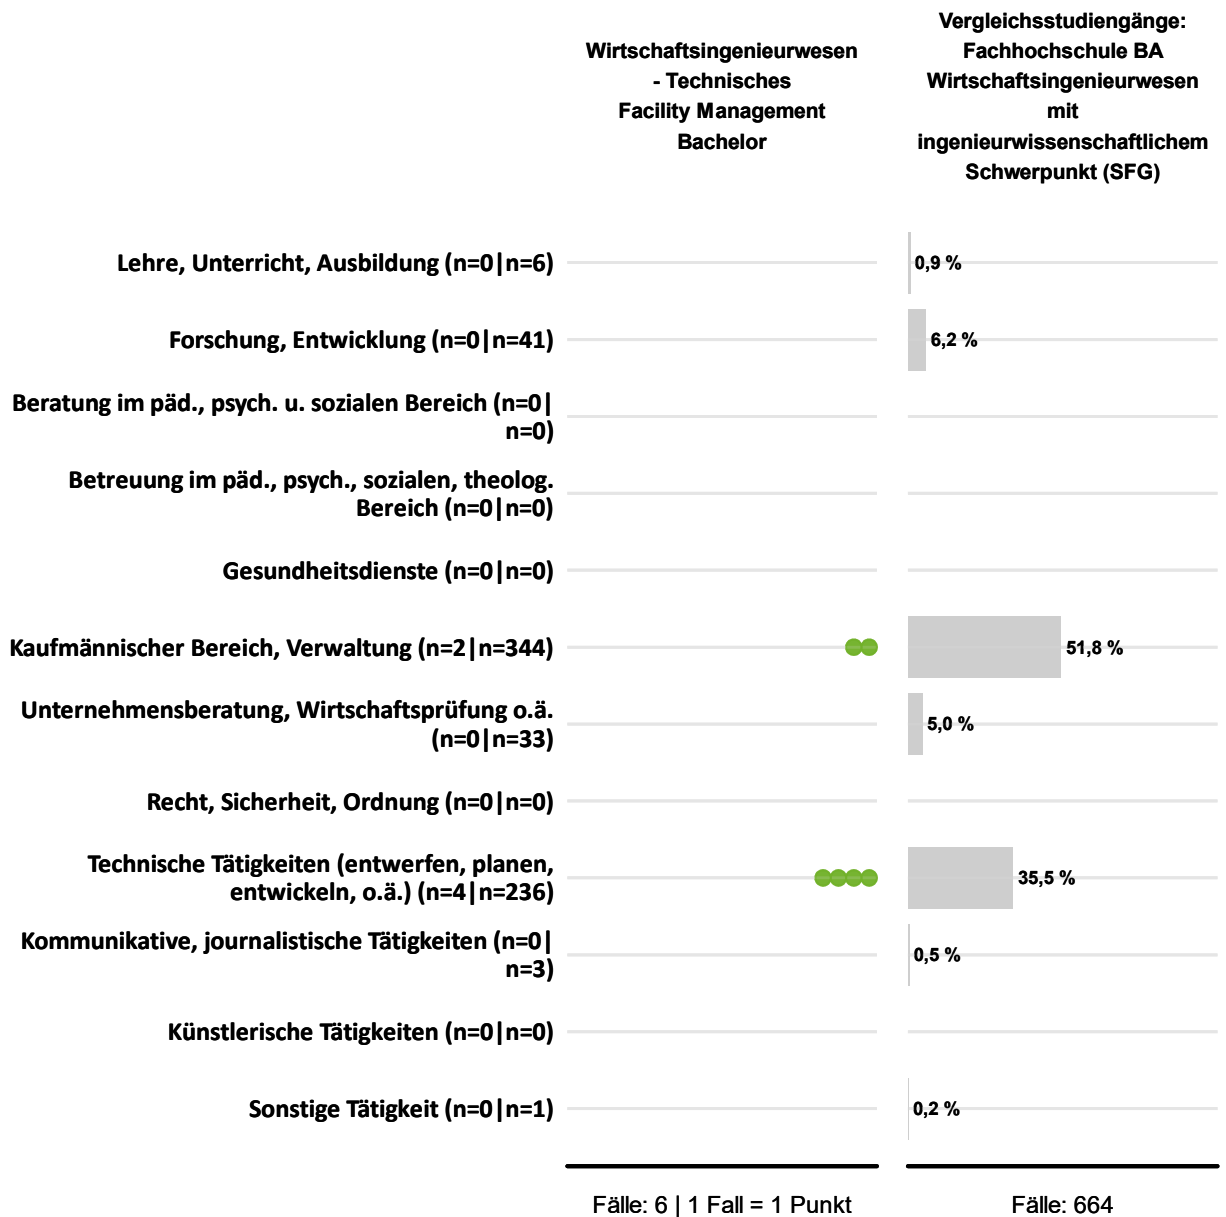 Wirtschaftsingenieurwesen
- Technisches
Facility Management
Bachelor
Vergleichsstudiengänge:
Fachhochschule BA
Wirtschaftsingenieurwesen
mit
ingenieurwissenschaftlichem
Schwerpunkt (SFG)
Lehre, Unterricht, Ausbildung (n=0|n=6)
0,9 %
Forschung, Entwicklung (n=0|n=41)
6,2 %
Beratung im päd., psych. u. sozialen Bereich (n=0|
n=0)
Betreuung im päd., psych., sozialen, theolog.
Bereich (n=0|n=0)
Gesundheitsdienste (n=0|n=0)
Kaufmännischer Bereich, Verwaltung (n=2|n=344)
51,8 %
Unternehmensberatung, Wirtschaftsprüfung o.ä.
(n=0|n=33)
5,0 %
Recht, Sicherheit, Ordnung (n=0|n=0)
Technische Tätigkeiten (entwerfen, planen,
entwickeln, o.ä.) (n=4|n=236)
35,5 %
Kommunikative, journalistische Tätigkeiten (n=0|
n=3)
0,5 %
Künstlerische Tätigkeiten (n=0|n=0)
Sonstige Tätigkeit (n=0|n=1)
0,2 %
Fälle: 6 | 1 Fall = 1 Punkt
Fälle: 664